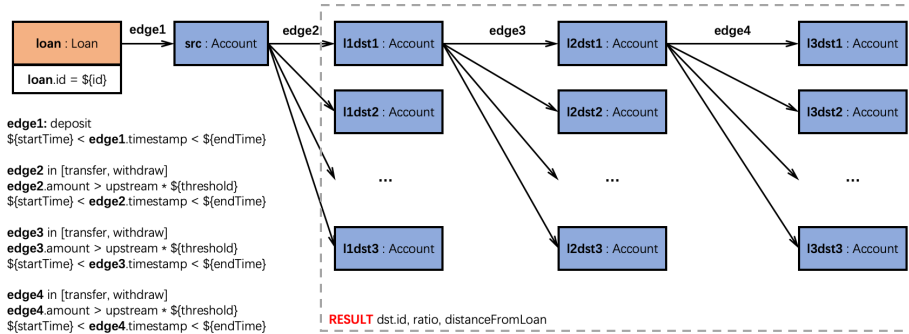 loan : Loan
loan.id = ${id}
edge1
src : Account
edge2
l1dst1 : Account
edge3
l2dst1 : Account
edge4
l3dst1 : Account
l1dst2 : Account
l2dst2 : Account
l3dst2 : Account
...
...
...
l1dst3 : Account
l2dst3 : Account
l3dst3 : Account
edge1: deposit
${startTime} < edge1.timestamp < ${endTime}
edge2 in [transfer, withdraw]
edge2.amount > upstream * ${threshold}
${startTime} < edge2.timestamp < ${endTime}
edge3 in [transfer, withdraw]
edge3.amount > upstream * ${threshold}
${startTime} < edge3.timestamp < ${endTime}
edge4 in [transfer, withdraw]
edge4.amount > upstream * ${threshold}
${startTime} < edge4.timestamp < ${endTime}
RESULT dst.id, ratio, distanceFromLoan